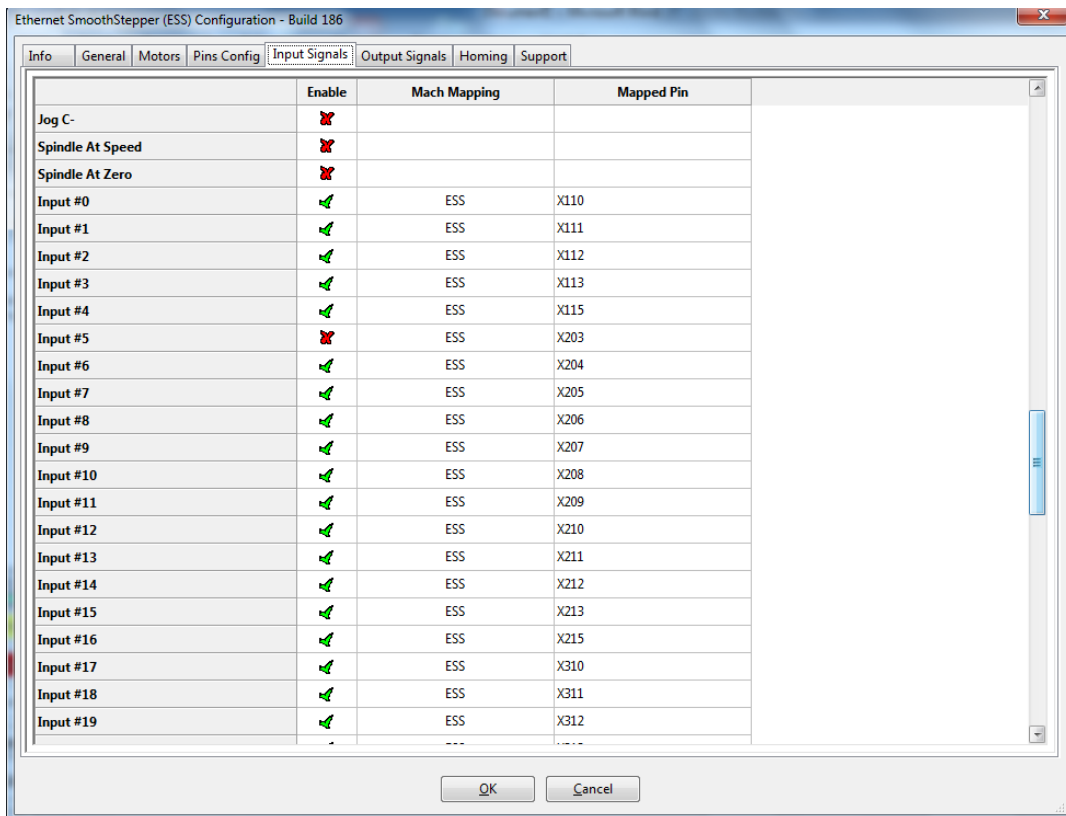 Ethernet SmoothStepper (ESS) Configuration - Build 186
Info General Motors Pins Config Input Signals Output Signals Homing Support
Enable Mach Mapping Mapped Pin
Jog C-
Spindle At Speed
Spindle At Zero
Input #0 ESS X110
Input #1 ESS X111
Input #2 ESS X112
Input #3 ESS X113
Input #4 ESS X115
Input #5 ESS X203
Input #6 ESS X204
Input #7 ESS X205
Input #8 ESS X206
Input #9 ESS X207
Input #10 ESS X208
Input #11 ESS X209
Input #12 ESS X210
Input #13 ESS X211
Input #14 ESS X212
Input #15 ESS X213
Input #16 ESS X215
Input #17 ESS X310
Input #18 ESS X311
Input #19 ESS X312
OK Cancel